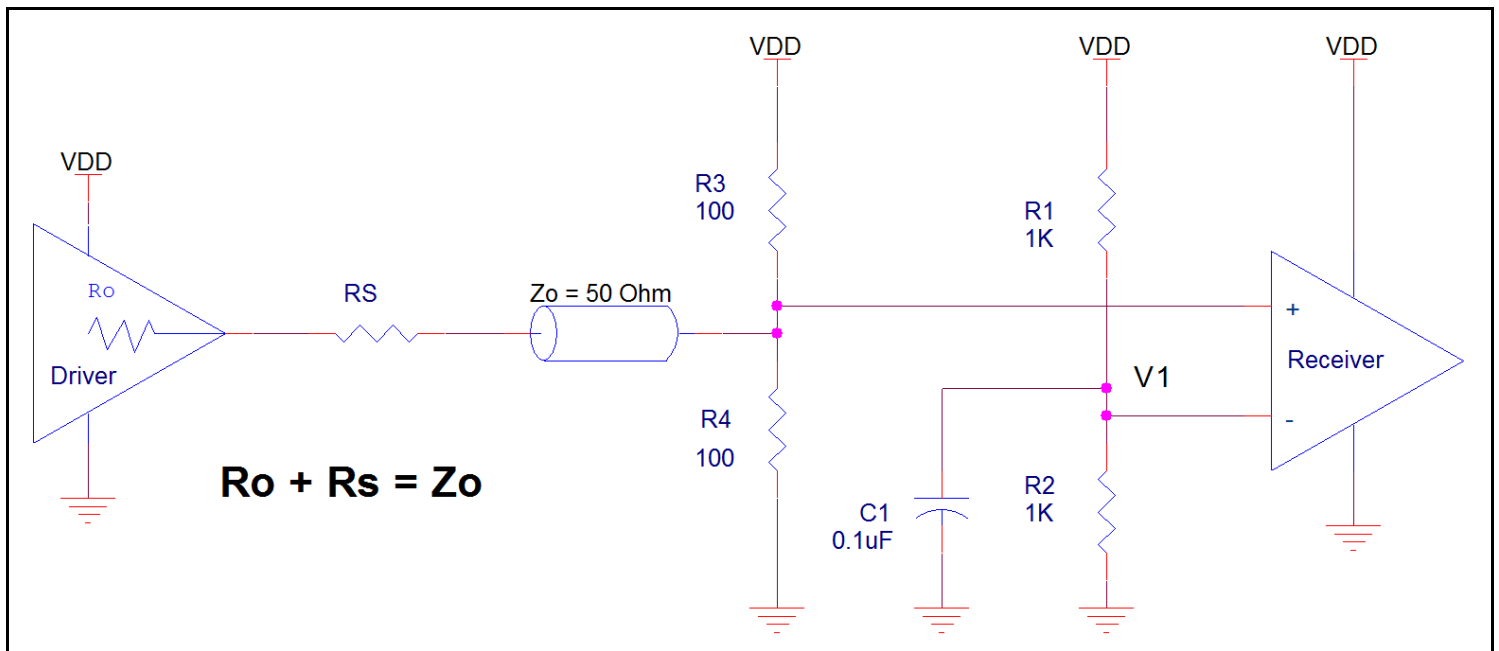 VDD
VDD
VDD
VDD
R3
100
R1
1K
Ro
RS
Zo = 50 Ohm
+
Driver
Receiver
V1
-
R4
100
Ro + Rs = Zo
R2
1K
C1
0.1uF